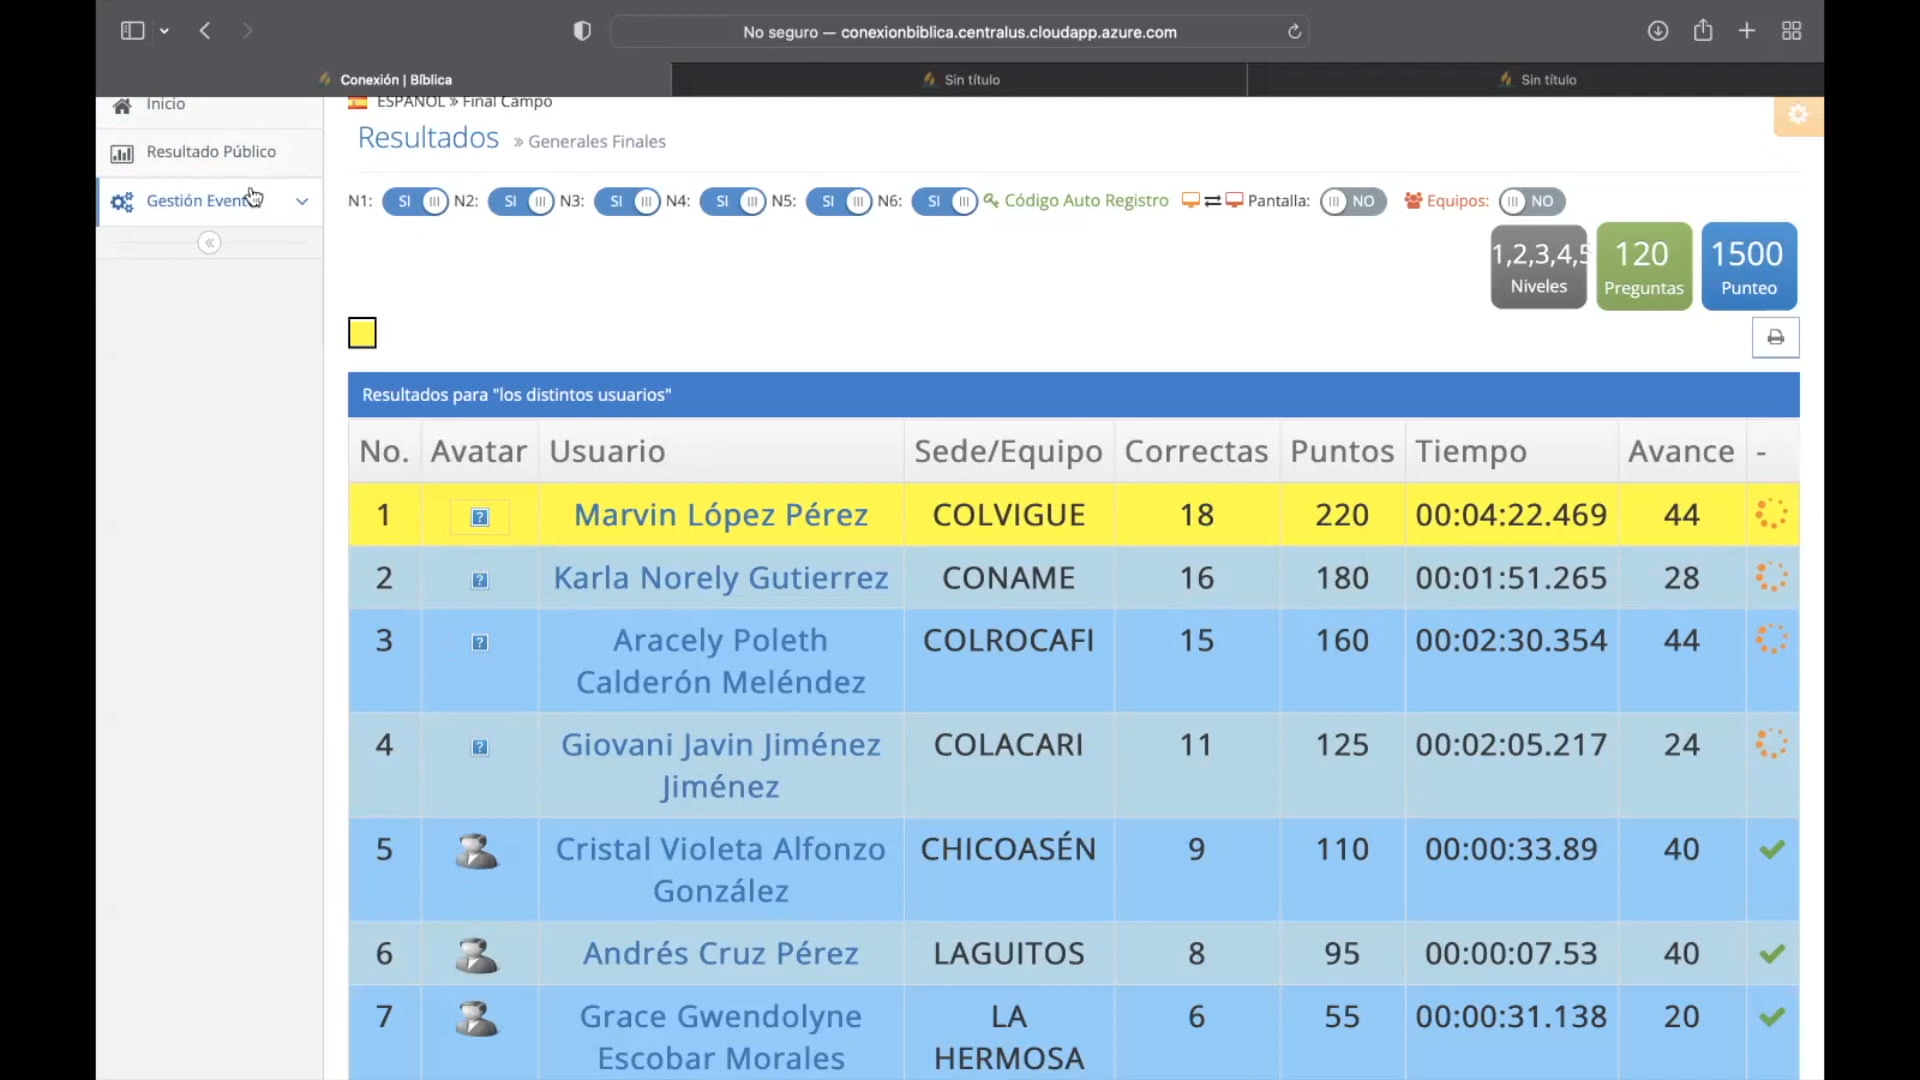 No seguro — conexionbiblica.centralus.cloudapp.azure.com
Conexión | Bíblica
Sin título
Sin título
Inicio
Resultado Público
Gestión Event
ESPAÑOL » Final Campo
Resultados » Generales Finales
N1: SI N2: SI N3: SI N4: SI N5: SI N6: SI Código Auto Registro Pantalla: NO Equipos: NO
1,2,3,4,5
Niveles
120
Preguntas
1500
Punteo
Resultados para "los distintos usuarios"
No. Avatar Usuario Sede/Equipo Correctas Puntos Tiempo Avance -
1 Marvin López Pérez COLVIGUE 18 220 00:04:22.469 44
2 Karla Norely Gutierrez CONAME 16 180 00:01:51.265 28
3 Aracely Poleth COLROCAFI 15 160 00:02:30.354 44
Calderón Meléndez
4 Giovani Javin Jiménez COLACARI 11 125 00:02:05.217 24
Jiménez
5 Cristal Violeta Alfonzo CHICOASÉN 9 110 00:00:33.89 40
González
6 Andrés Cruz Pérez LAGUITOS 8 95 00:00:07.53 40
7 Grace Gwendolyne LA 6 55 00:00:31.138 20
Escobar Morales HERMOSA